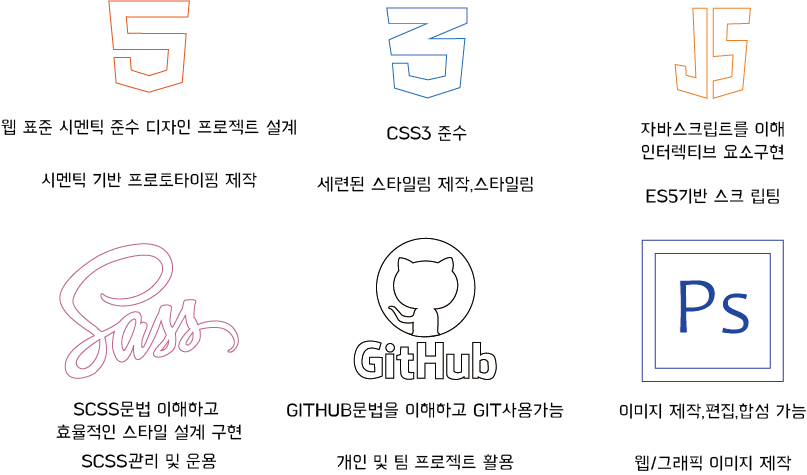 웹 표준 시멘틱 준수 디자인 프로젝트 설계
시멘틱 기반 프로토타이핑 제작
CSS3 준수
세련된 스타일림 제작,스타일림
JS
자바스크립트를 이해
인터렉티브 요소구현
ES5기반 스크 립팅
Sass
SCSS문법 이해하고
효율적인 스타일 설계 구현
SCSS관리 및 운용
GitHub
GITHUB문법을 이해하고 GIT사용가능
개인 및 팀 프로젝트 활용
Ps
이미지 제작,편집,합성 가능
웹/그래픽 이미지 제작